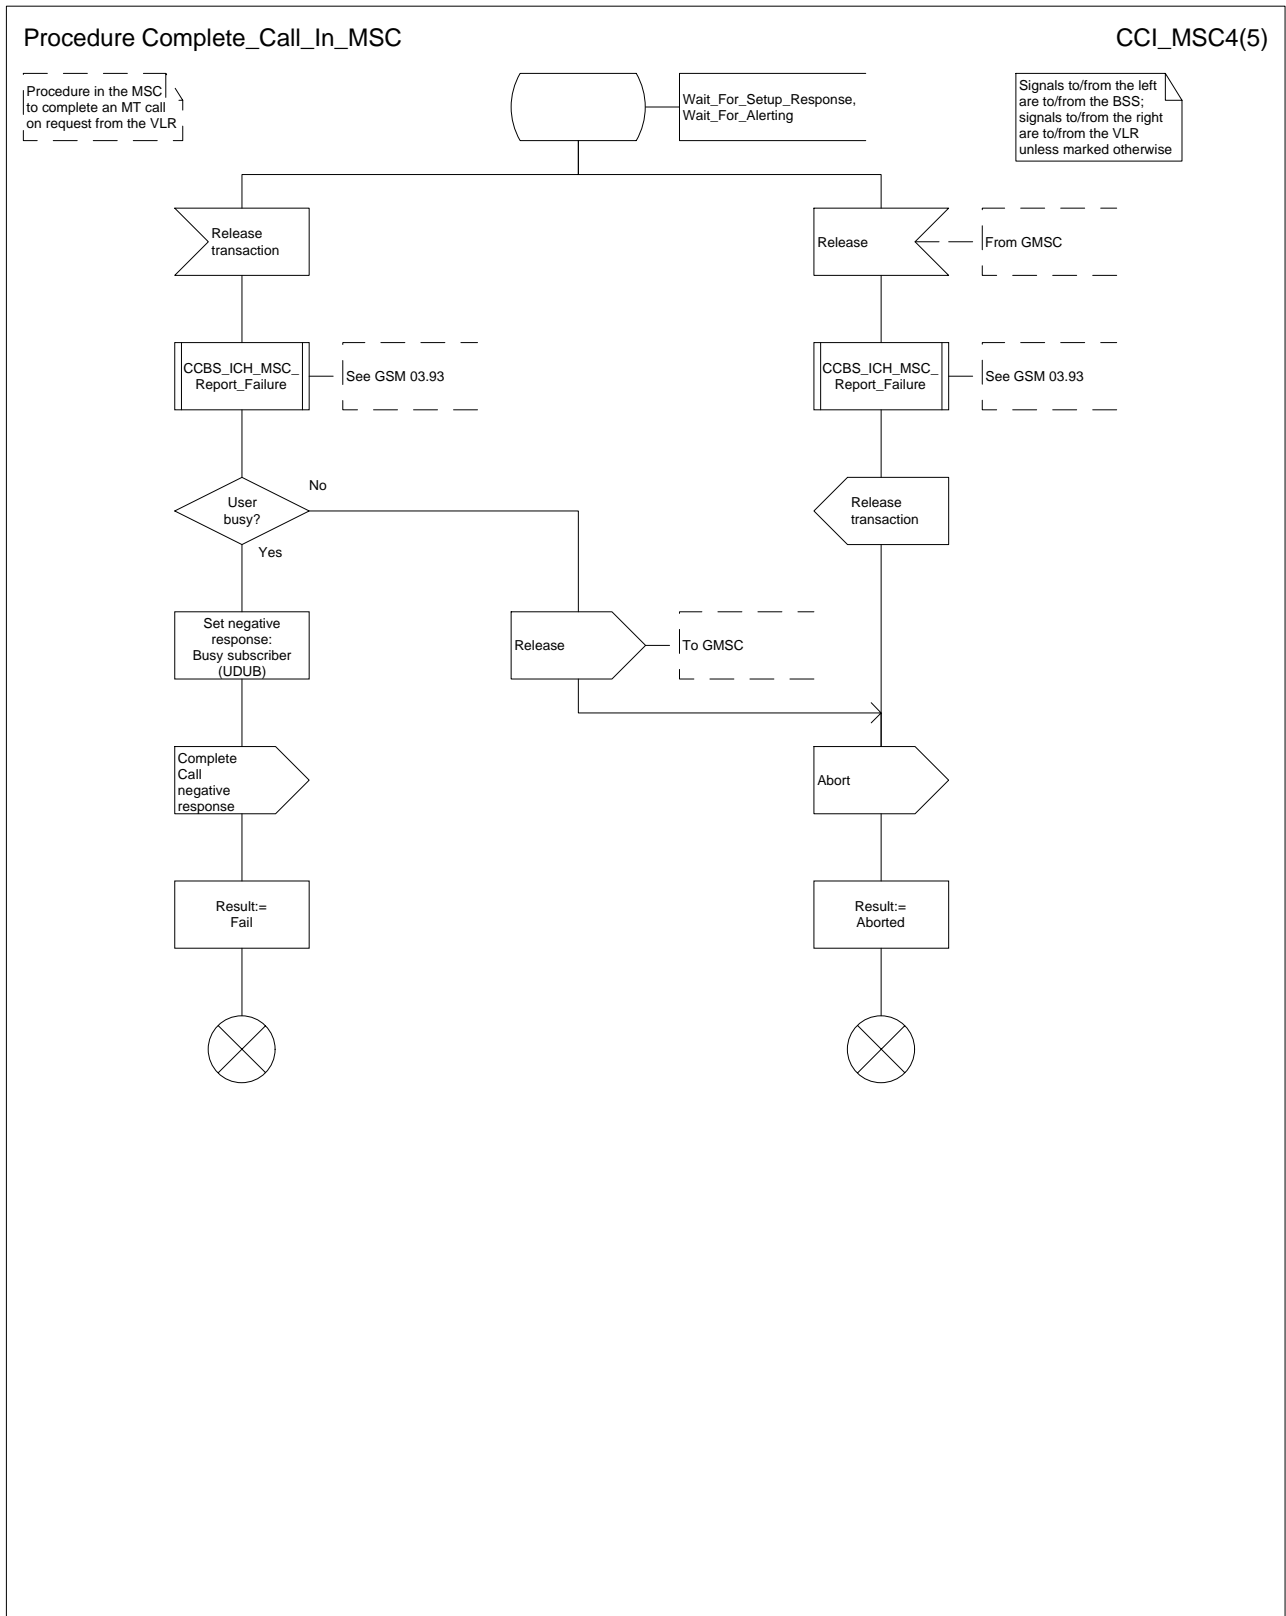 Procedure Complete_Call_In_MSC
CCI_MSC4(5)
Procedure in the MSC
to complete an MT call
on request from the VLR
Wait_For_Setup_Response,
Wait_For_Alerting
Signals to/from the left
are to/from the BSS;
signals to/from the right
are to/from the VLR
unless marked otherwise
Release
transaction
Release
From GMSC
CCBS_ICH_MSC_
Report_Failure
See GSM 03.93
CCBS_ICH_MSC_
Report_Failure
See GSM 03.93
User
busy?
No
Yes
Release
transaction
Set negative
response:
Busy subscriber
(UDUB)
Release
To GMSC
Complete
Call
negative
response
Abort
Result:=
Fail
Result:=
Aborted